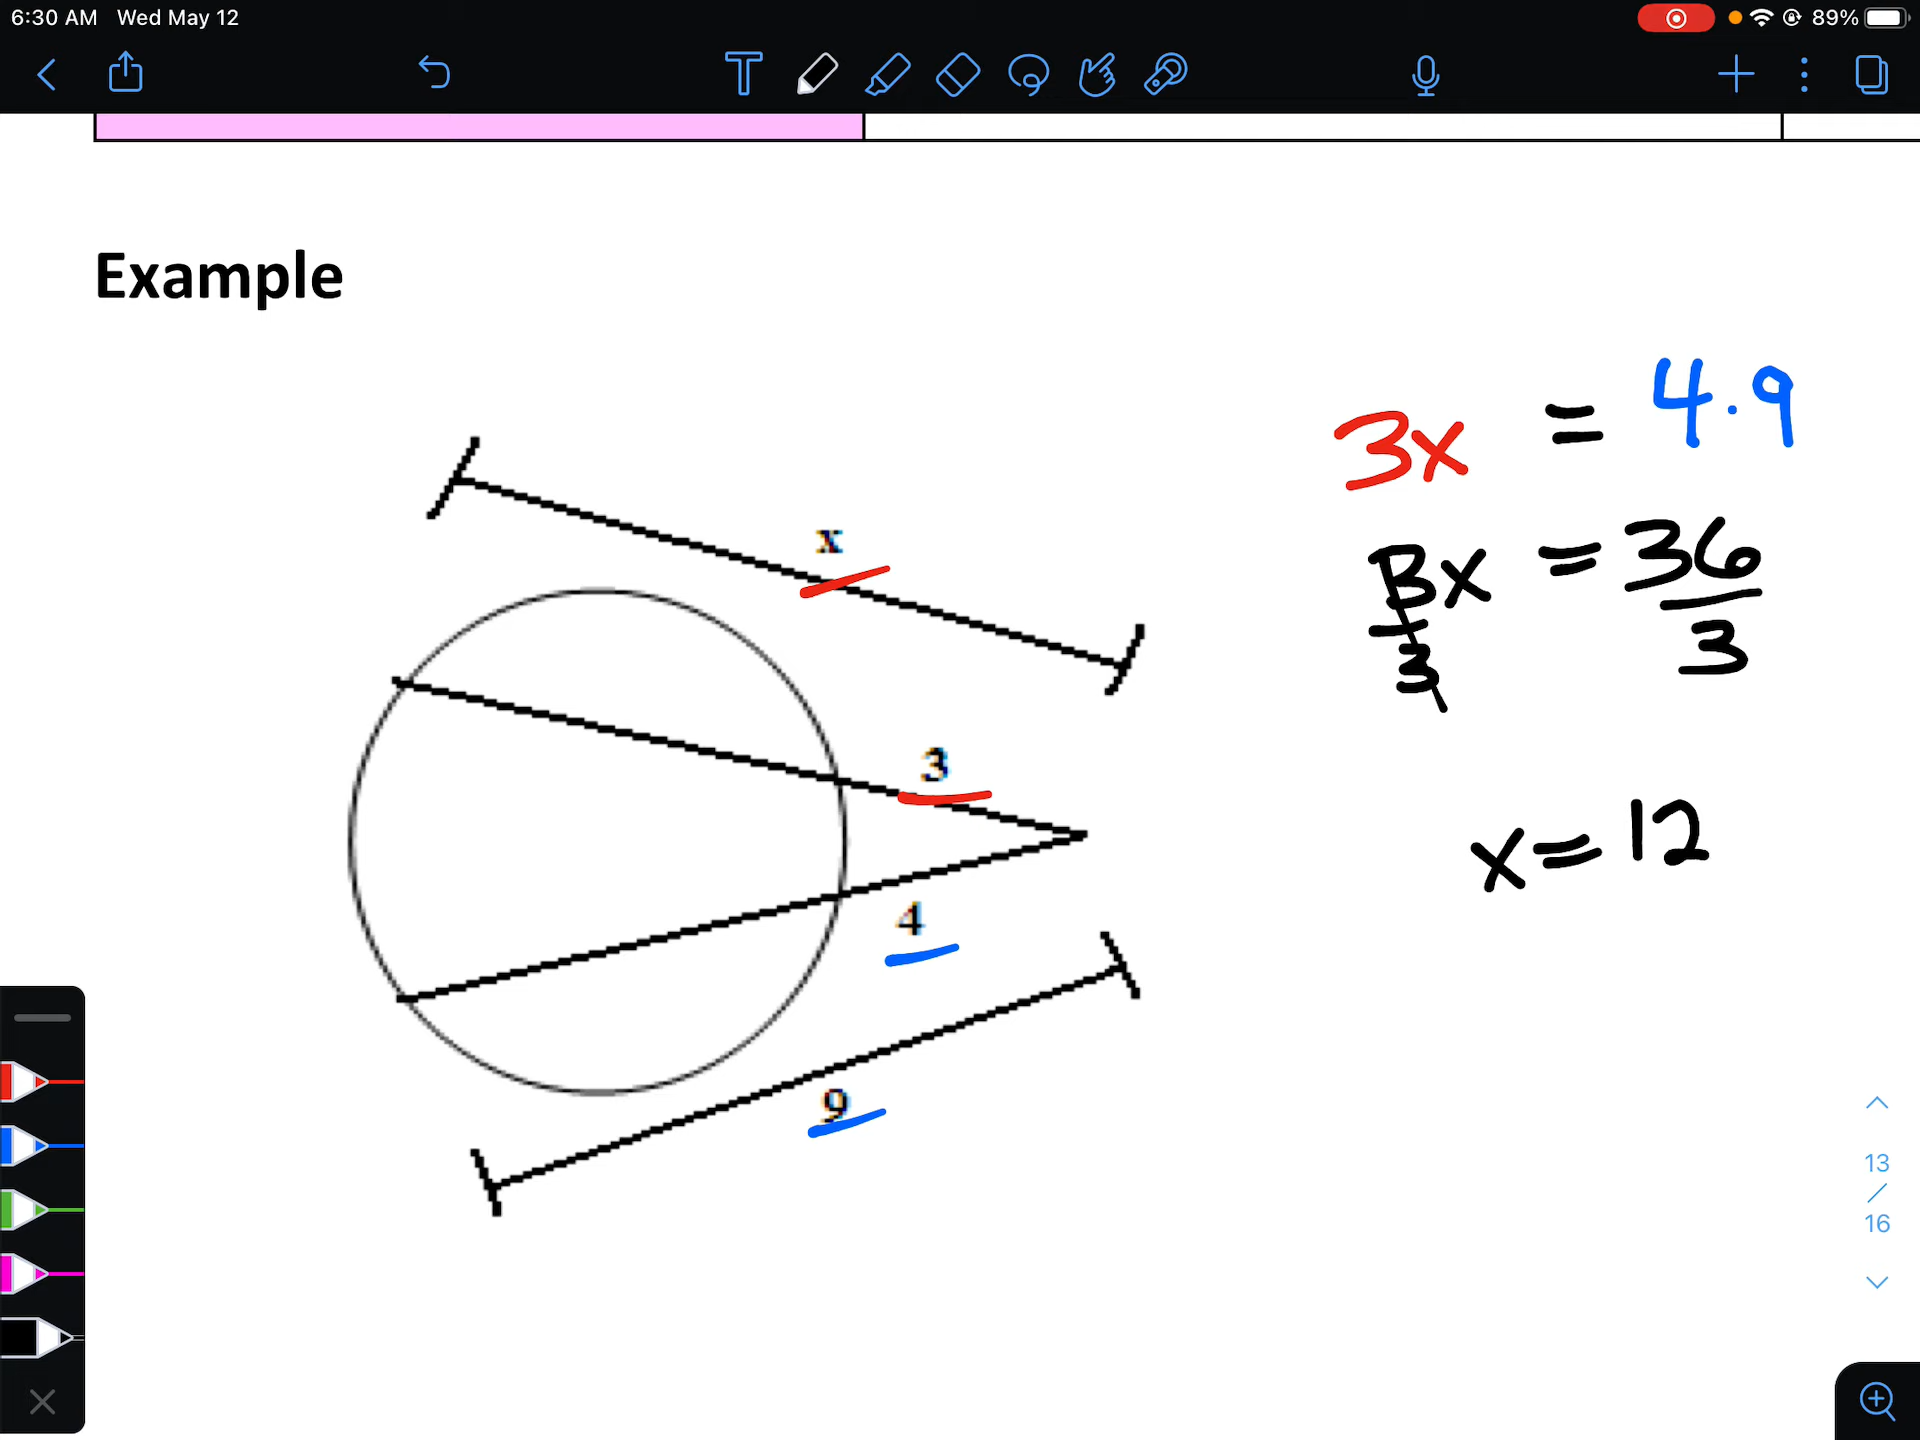 6:30 AM Wed May 12
89%
T
Example
3x = 4.9
x
3x = 36
3 3
3
x = 12
4
9
13
/
16